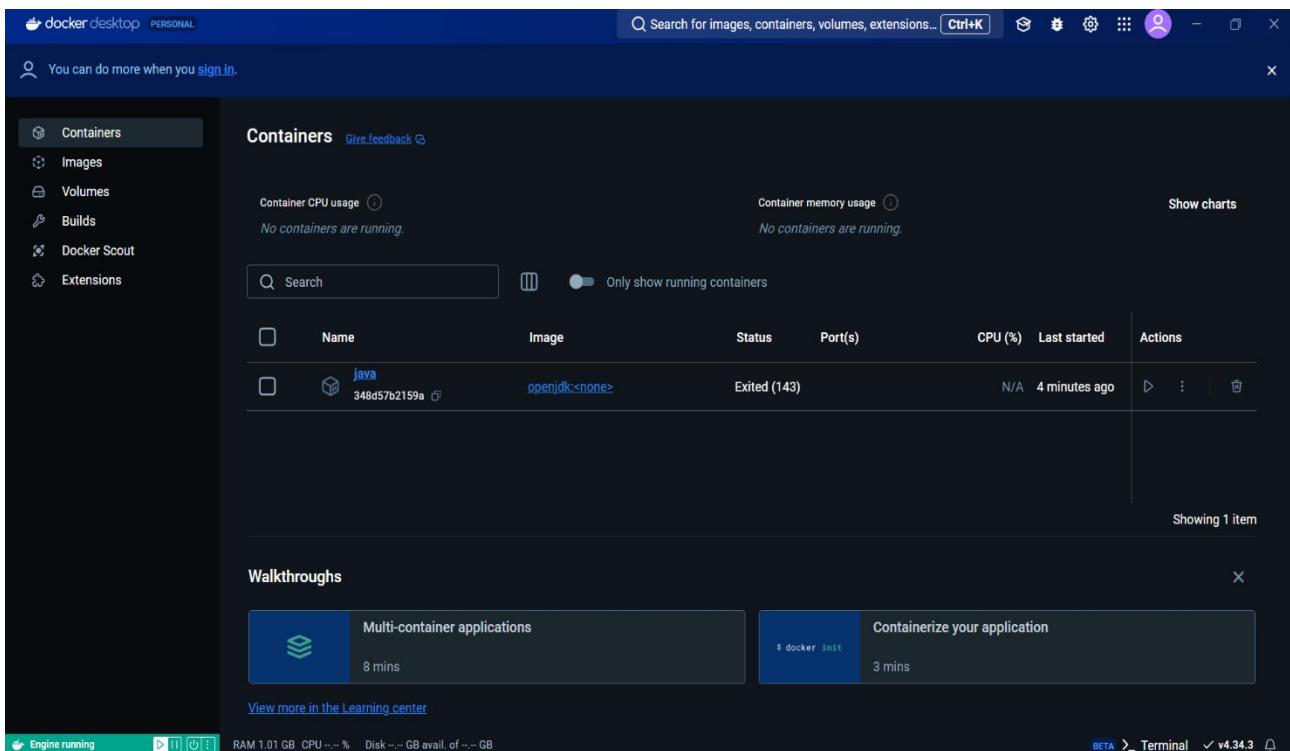 docker desktop PERSONAL
Search for images, containers, volumes, extensions... Ctrl+K
You can do more when you sign in.
Containers
Images
Volumes
Builds
Docker Scout
Extensions
Containers Give feedback
Container CPU usage
No containers are running.
Container memory usage
No containers are running.
Show charts
Search
Only show running containers
Name Image Status Port(s) CPU (%) Last started Actions
java
348d57b2159a
openjdk:<none> Exited (143) N/A 4 minutes ago
Showing 1 item
Walkthroughs
Multi-container applications
8 mins
$ docker init
Containerize your application
3 mins
View more in the Learning center
Engine running
RAM 1.01 GB CPU --.-- % Disk --.-- GB avail. of --.-- GB
BETA >_ Terminal v4.34.3